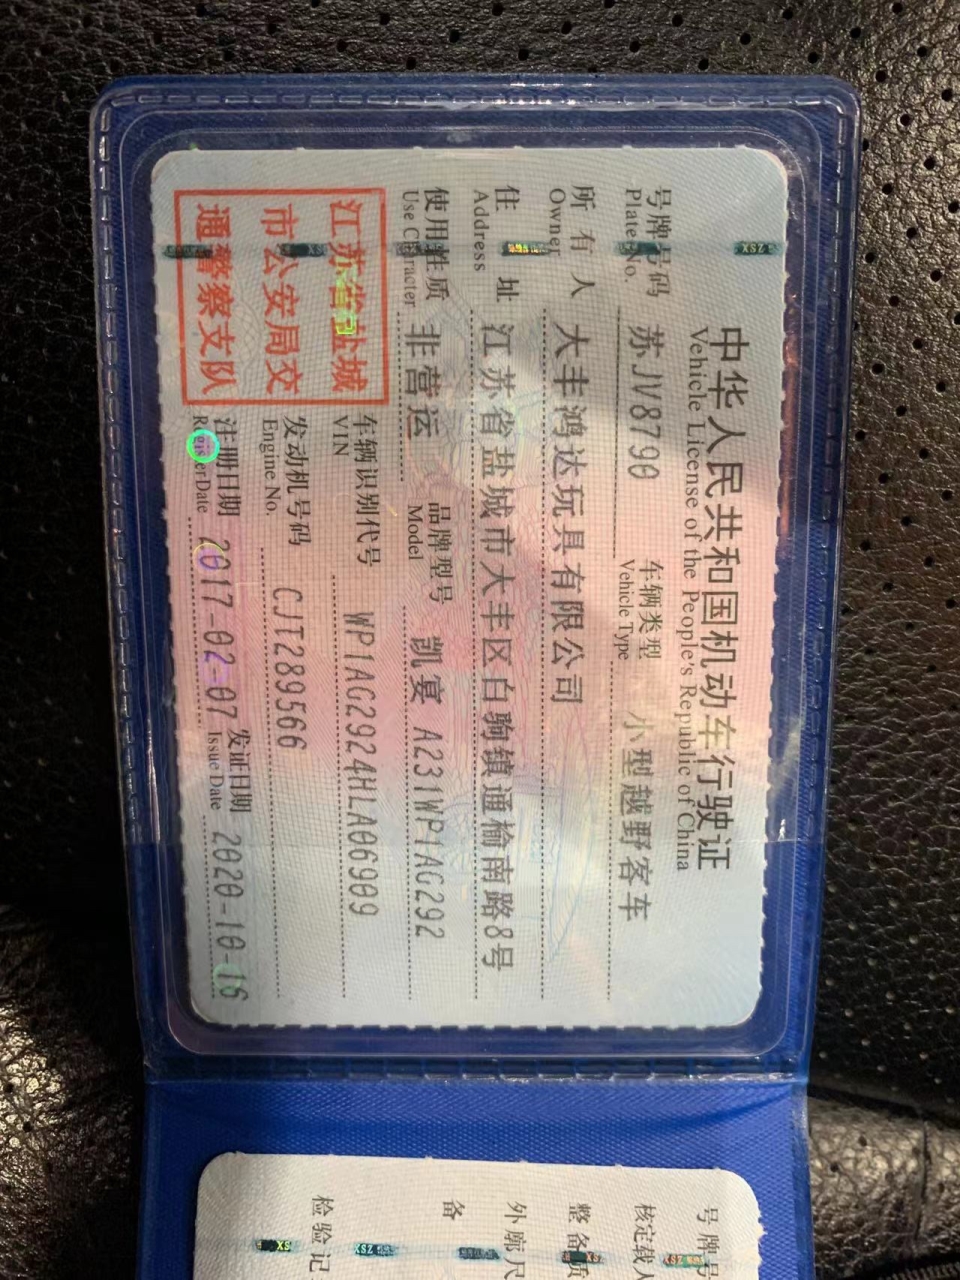 中华人民共和国机动车行驶证
Vehicle License of the People's Republic of China
号牌号码 苏JV8790 车辆类型 小型越野客车
Plate No. Vehicle Type
所有人 大丰鸿达玩具有限公司
Owner
住址 江苏省盐城市大丰区白驹镇通榆南路8号
Address
使用性质 非营运 品牌型号 凯宴 A231WP1AG292
Use Character Model
江苏省盐城
市公安局交
通警察支队
车辆识别代号 WP1AG2924HLA06909
VIN
发动机号码 CJT289566
Engine No.
注册日期 2017-02-07 发证日期 2020-10-16
Register Date Issue Date
号牌号
核定载人
整备质
外廓尺
备
检验记